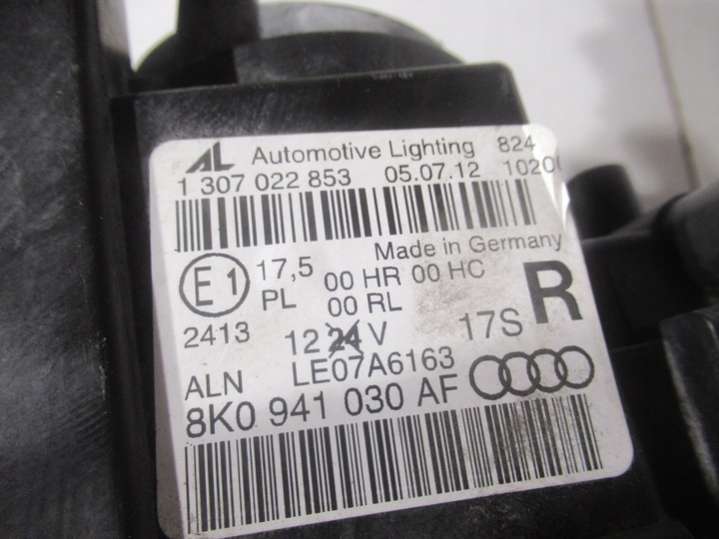 AL Automotive Lighting 824
1 307 022 853 05.07.12 1020
Made in Germany
E1 17,5 00 HR 00 HC R
PL 00 RL
2413 12 24 V 17S
ALN LE07A6163
8K0 941 030 AF